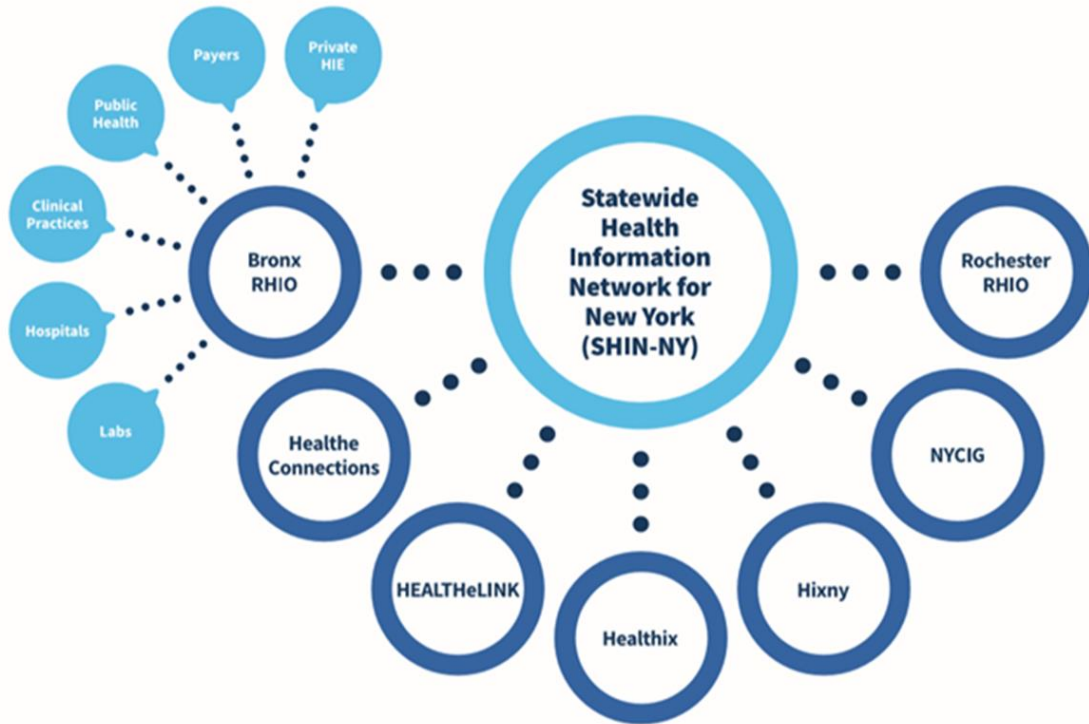 Payers
Private
HIE
Public
Health
Clinical
Practices
Hospitals
Labs
Bronx
RHIO
Statewide
Health
Information
Network for
New York
(SHIN-NY)
Rochester
RHIO
Healthe
Connections
NYCIG
HEALTHeLINK
Hixny
Healthix